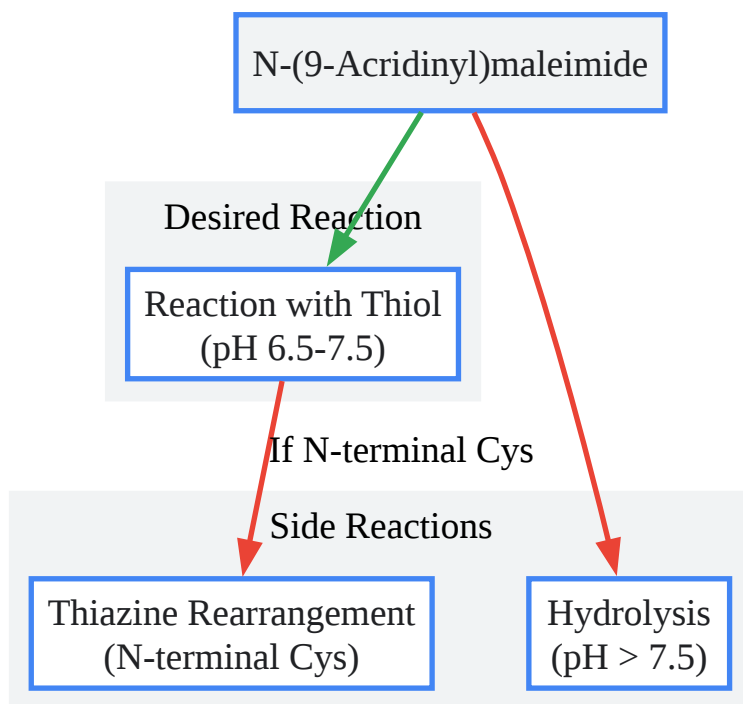 N-(9-Acridinyl)maleimide
Desired Reaction
Reaction with Thiol
(pH 6.5-7.5)
If N-terminal Cys
Side Reactions
Thiazine Rearrangement
(N-terminal Cys)
Hydrolysis
(pH > 7.5)